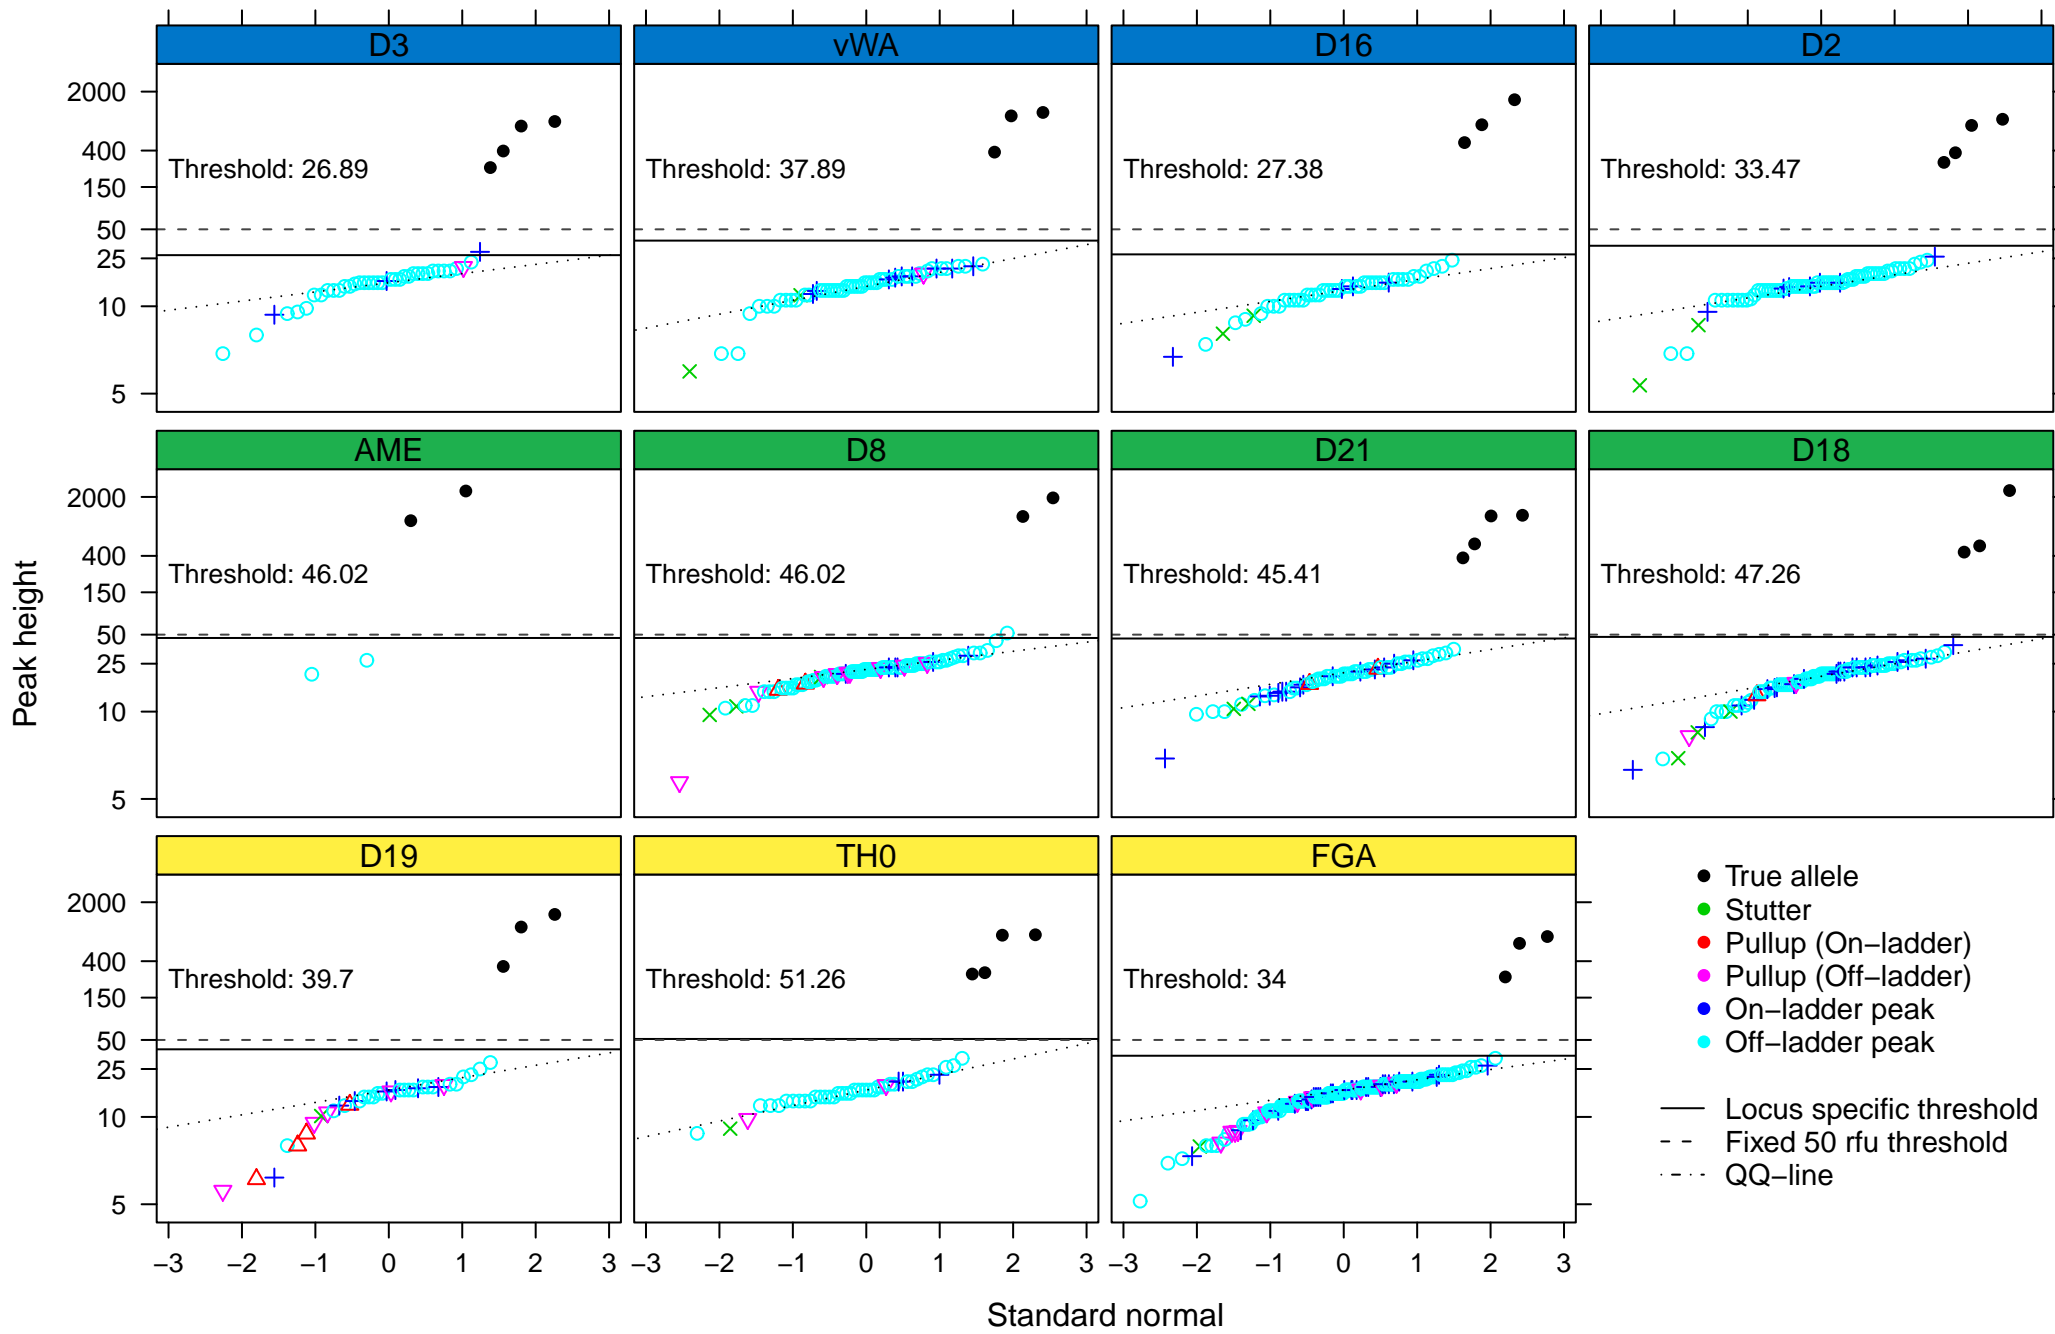 D3 vWA D16 D2
2000
400
150
50
25
10
5
Threshold: 26.89 Threshold: 37.89 Threshold: 27.38 Threshold: 33.47
AME D8 D21 D18
2000
400
150
50
25
10
5
Threshold: 46.02 Threshold: 46.02 Threshold: 45.41 Threshold: 47.26
Peak height
D19 TH0 FGA
2000
400
150
50
25
10
5
Threshold: 39.7 Threshold: 51.26 Threshold: 34
True allele
Stutter
Pullup (On−ladder)
Pullup (Off−ladder)
On−ladder peak
Off−ladder peak
Locus specific threshold
Fixed 50 rfu threshold
QQ−line
−3 −2 −1 0 1 2 3 −3 −2 −1 0 1 2 3 −3 −2 −1 0 1 2 3
Standard normal